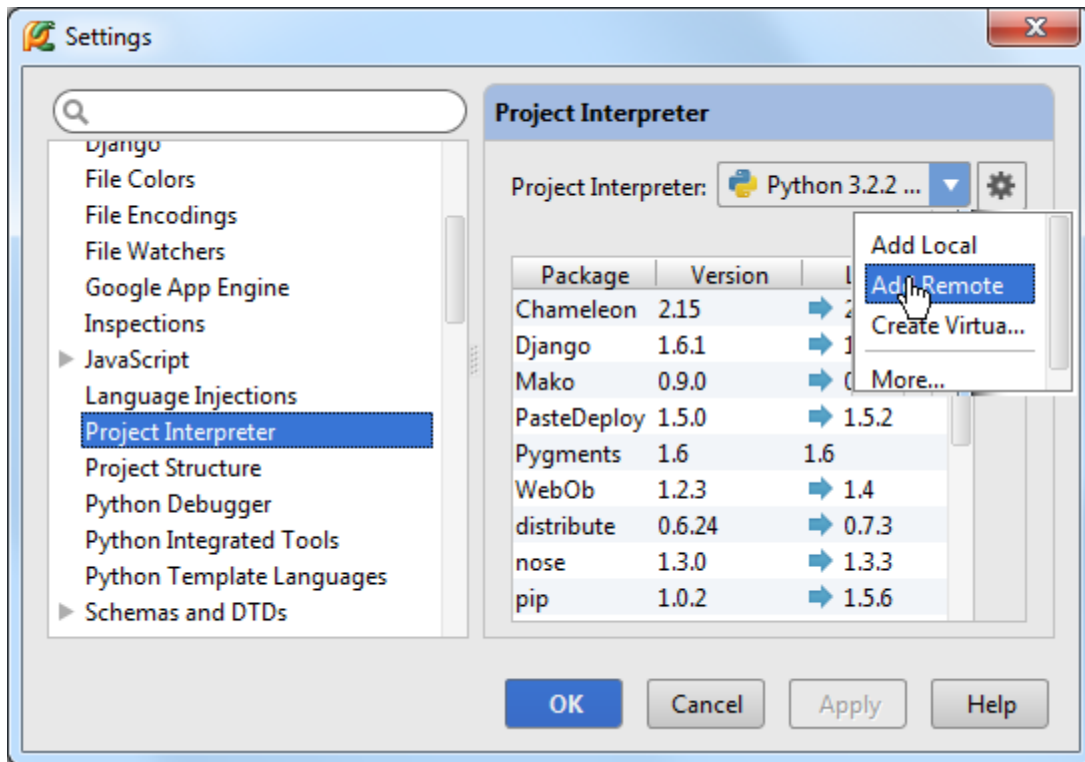 Settings
Project Interpreter
Django
File Colors
File Encodings
File Watchers
Google App Engine
Inspections
JavaScript
Language Injections
Project Interpreter
Project Structure
Python Debugger
Python Integrated Tools
Python Template Languages
Schemas and DTDs
Project Interpreter: Python 3.2.2 ...
Add Local
Add Remote
Create Virtua...
More...
Package Version
Chameleon 2.15
Django 1.6.1
Mako 0.9.0
PasteDeploy 1.5.0 1.5.2
Pygments 1.6 1.6
WebOb 1.2.3 1.4
distribute 0.6.24 0.7.3
nose 1.3.0 1.3.3
pip 1.0.2 1.5.6
OK Cancel Apply Help